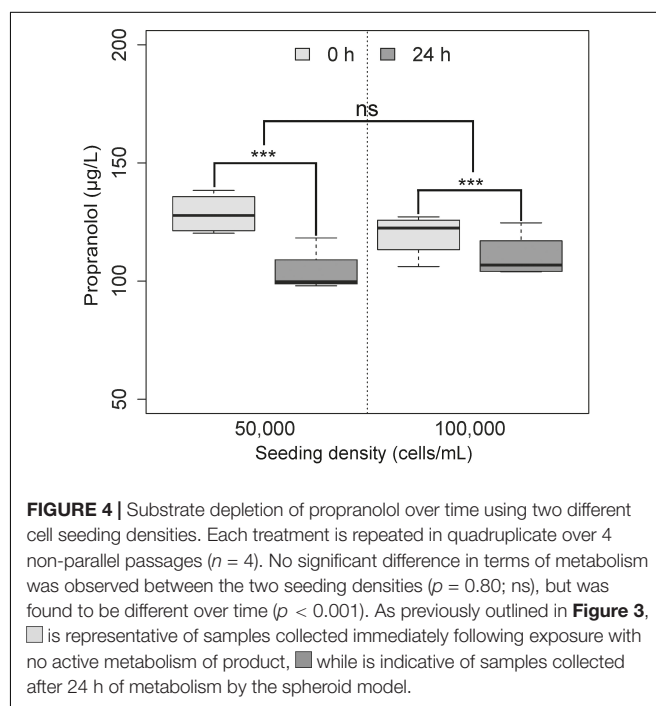 200
150
100
50
Propranolol (µg/L)
0 h 24 h
ns
*** ***
50,000 100,000
Seeding density (cells/mL)
FIGURE 4 | Substrate depletion of propranolol over time using two different
cell seeding densities. Each treatment is repeated in quadruplicate over 4
non-parallel passages (n = 4). No significant difference in terms of metabolism
was observed between the two seeding densities (p = 0.80; ns), but was
found to be different over time (p < 0.001). As previously outlined in Figure 3,
is representative of samples collected immediately following exposure with
no active metabolism of product, while is indicative of samples collected
after 24 h of metabolism by the spheroid model.